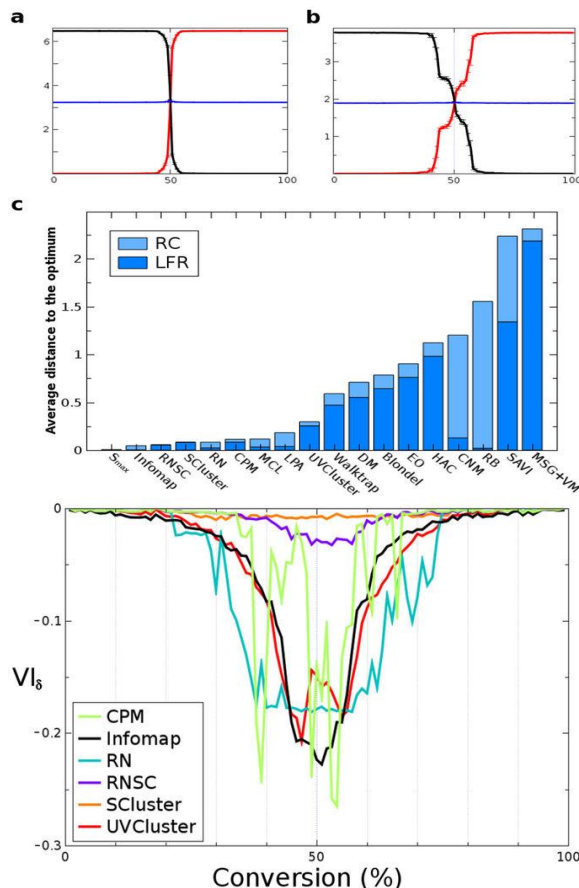 a
b
6
4
2
0
50
100
3
2
1
0
50
100
c
RC
LFR
Average distance to the optimum
2
1.5
1
0.5
0
Smax
Infomap
RNSC
SCluster
RN
CPM
MCL
LPA
UVCluster
Walktrap
DM
Blondel
EO
HAC
CNM
RB
SAVI
MSG+VM
0
-0.1
-0.2
-0.3
VIδ
CPM
Infomap
RN
RNSC
SCluster
UVCluster
0
50
100
Conversion (%)